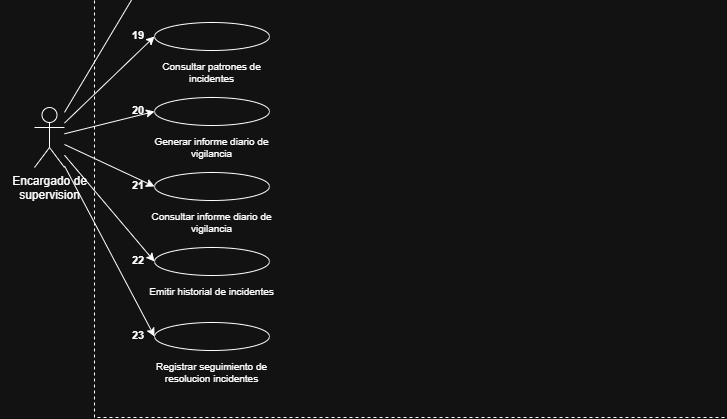 19
Consultar patrones de
incidentes
20
Generar informe diario de
vigilancia
Encargado de
supervision
21
Consultar informe diario de
vigilancia
22
Emitir historial de incidentes
23
Registrar seguimiento de
resolucion incidentes